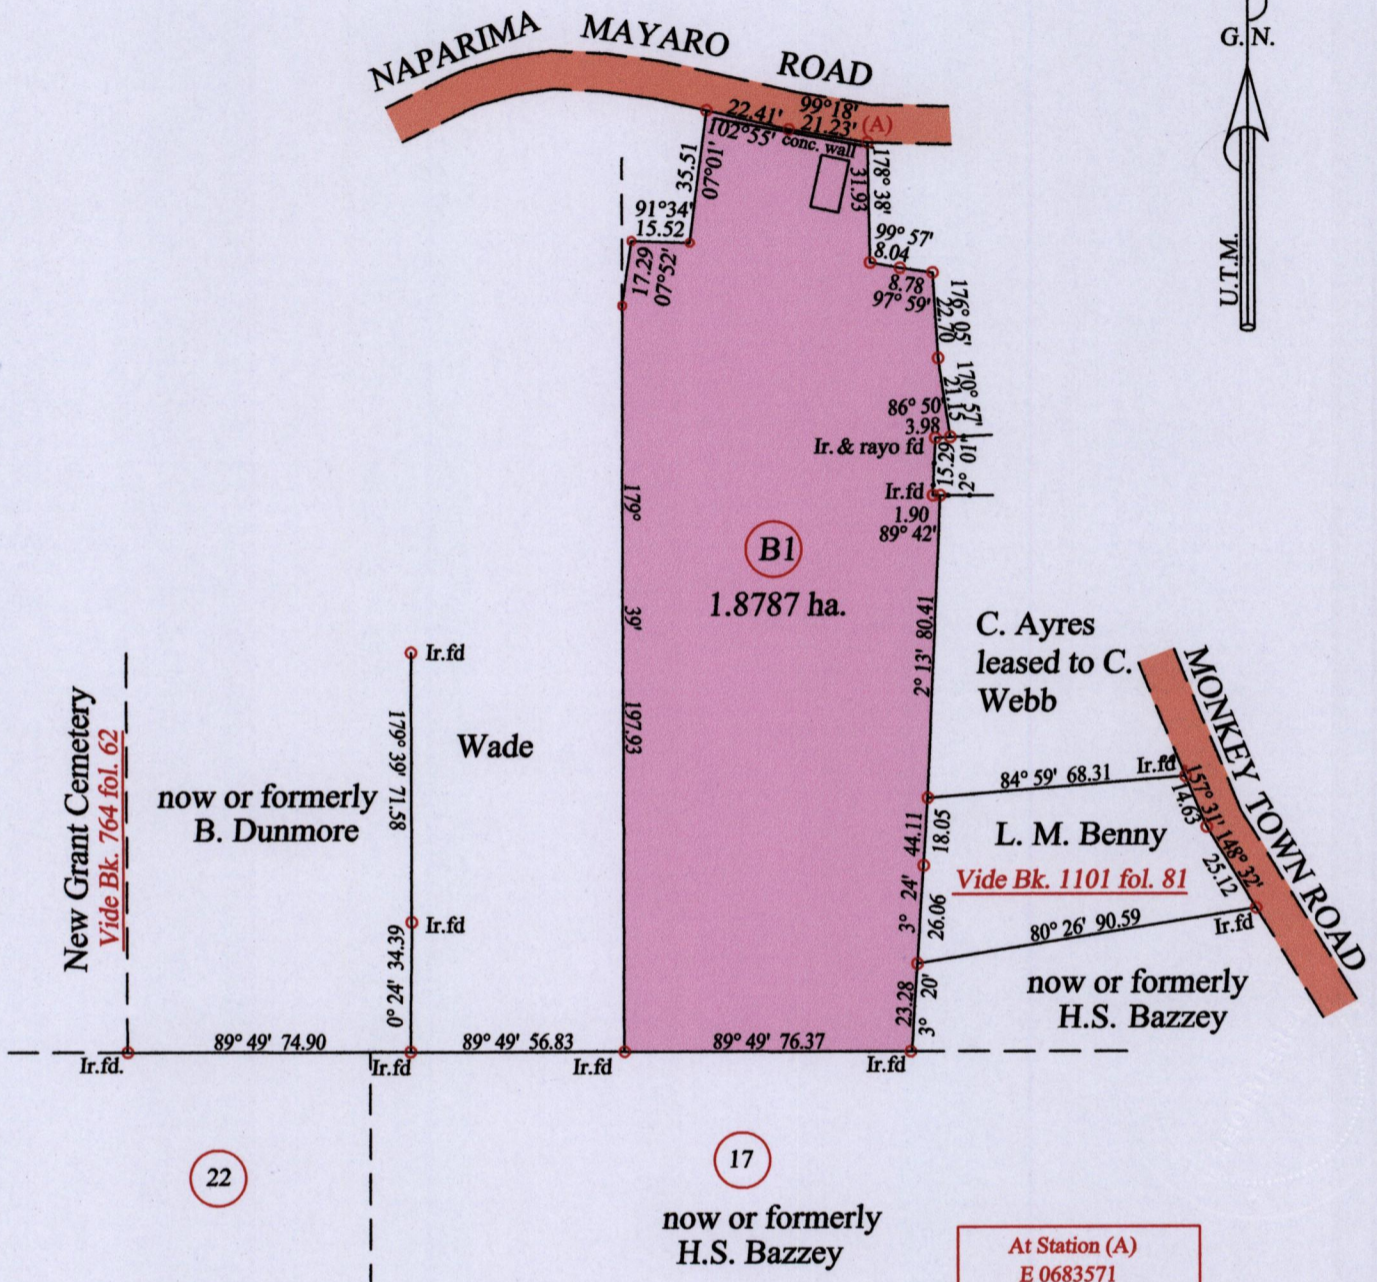 NAPARIMA MAYARO ROAD
G. N.
U.T.M.
22.41'
99°18'
21.23'
(A)
102°55'
conc. wall
35.51
07°01'
178° 38'
31.93
91°34'
15.52
17.29
07°52'
99° 57'
8.04
8.78
97° 59'
176° 05'
22.70
170° 57'
21.15
86° 50'
3.98
Ir. & rayo fd
15.29
2° 01'
Ir.fd
1.90
89° 42'
B1
1.8787 ha.
179° 39' 197.93
2° 13' 80.41
C. Ayres
leased to C.
Webb
MONKEY TOWN ROAD
New Grant Cemetery
Vide Bk. 764 fol. 62
now or formerly
B. Dunmore
Ir.fd
179° 39' 71.58
Wade
Ir.fd
0° 24' 34.39
84° 59' 68.31
Ir.fd
157° 31'
14.63
148° 32'
25.12
L. M. Benny
Vide Bk. 1101 fol. 81
3° 24' 44.11
18.05
26.06
80° 26' 90.59
Ir.fd
now or formerly
H.S. Bazzey
23.28
3° 20'
89° 49' 74.90
89° 49' 56.83
89° 49' 76.37
Ir.fd.
Ir.fd
Ir.fd
Ir.fd
22
17
now or formerly
H.S. Bazzey
At Station (A)
E 0683571